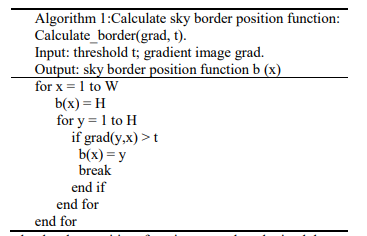 Algorithm 1:Calculate sky border position function:
Calculate_border(grad, t).
Input: threshold t; gradient image grad.
Output: sky border position function b (x)
for x = 1 to W
b(x) = H
for y = 1 to H
if grad(y,x) > t
b(x) = y
break
end if
end for
end for